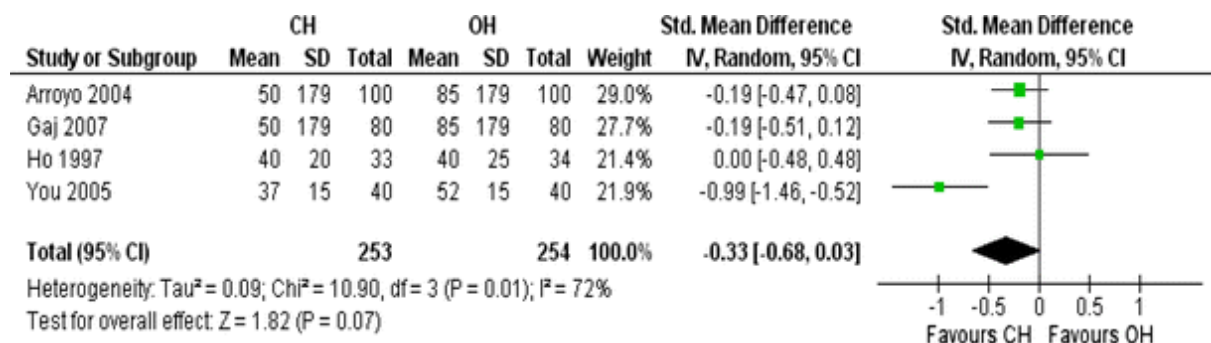 CH OH Std. Mean Difference Std. Mean Difference
Study or Subgroup Mean SD Total Mean SD Total Weight IV, Random, 95% CI IV, Random, 95% CI
Arroyo 2004 50 179 100 85 179 100 29.0% -0.19 [-0.47, 0.08]
Gaj 2007 50 179 80 85 179 80 27.7% -0.19 [-0.51, 0.12]
Ho 1997 40 20 33 40 25 34 21.4% 0.00 [-0.48, 0.48]
You 2005 37 15 40 52 15 40 21.9% -0.99 [-1.46, -0.52]
Total (95% CI) 253 254 100.0% -0.33 [-0.68, 0.03]
Heterogeneity: Tau² = 0.09; Chi² = 10.90, df = 3 (P = 0.01); I² = 72%
Test for overall effect: Z = 1.82 (P = 0.07)
-1 -0.5 0 0.5 1
Favours CH Favours OH